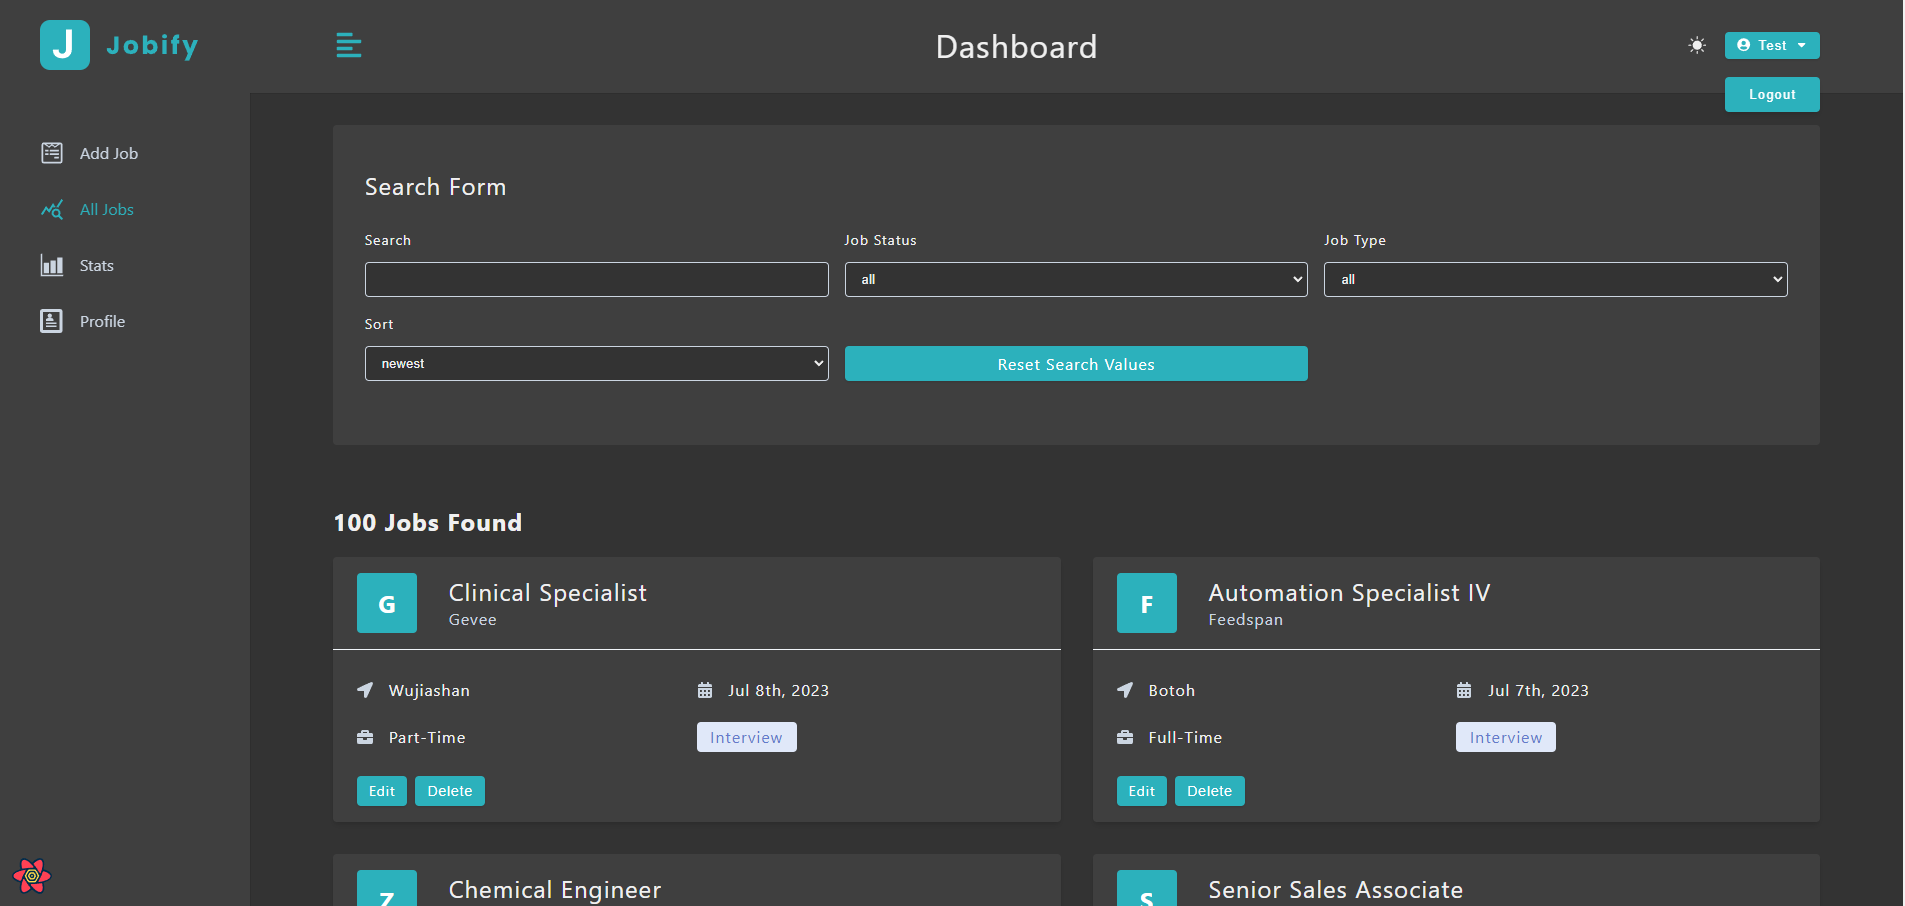 J Jobify
Dashboard
Test
Logout
Add Job
All Jobs
Stats
Profile
Search Form
Search
Job Status
Job Type
all
all
Sort
newest
Reset Search Values
100 Jobs Found
G
Clinical Specialist
Gevee
Wujiashan
Jul 8th, 2023
Part-Time
Interview
Edit
Delete
F
Automation Specialist IV
Feedspan
Botoh
Jul 7th, 2023
Full-Time
Interview
Edit
Delete
Z
Chemical Engineer
S
Senior Sales Associate